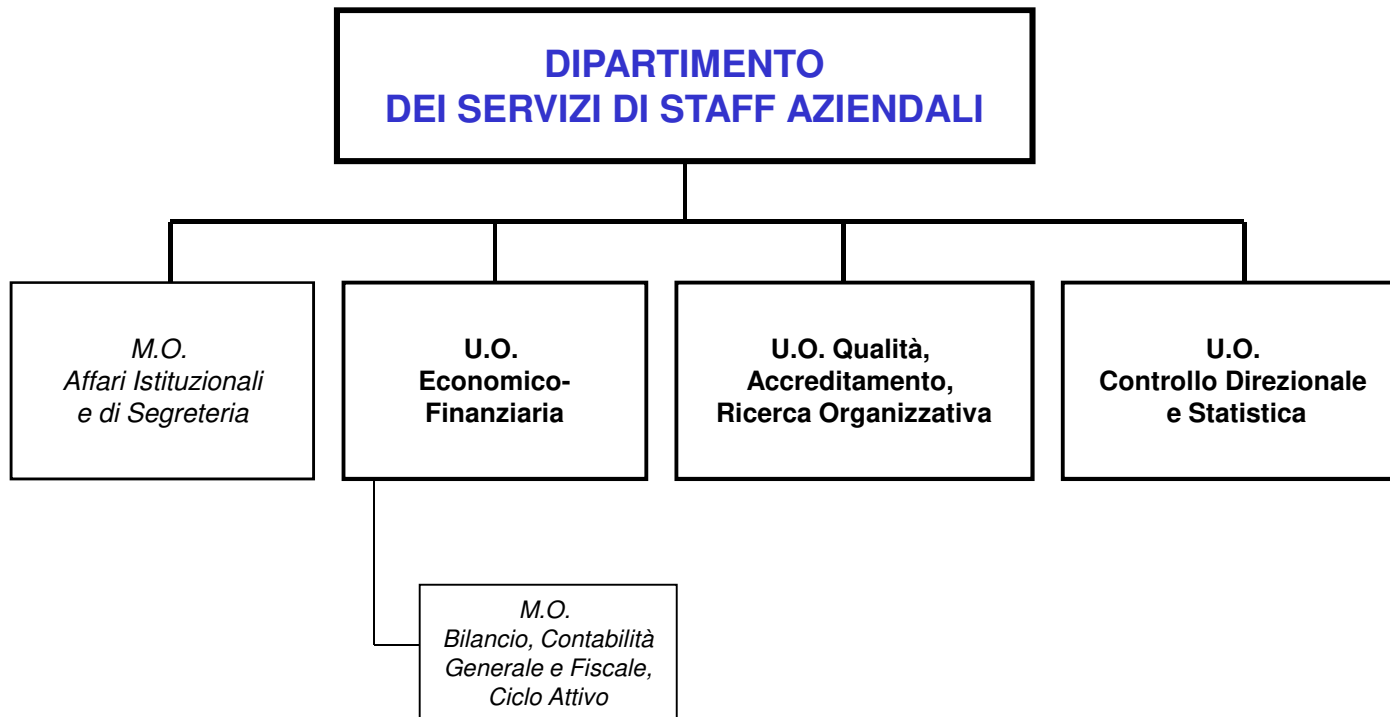 DIPARTIMENTO
DEI SERVIZI DI STAFF AZIENDALI
M.O.
Affari Istituzionali
e di Segreteria
U.O.
Economico-
Finanziaria
U.O. Qualità,
Accreditamento,
Ricerca Organizzativa
U.O.
Controllo Direzionale
e Statistica
M.O.
Bilancio, Contabilità
Generale e Fiscale,
Ciclo Attivo